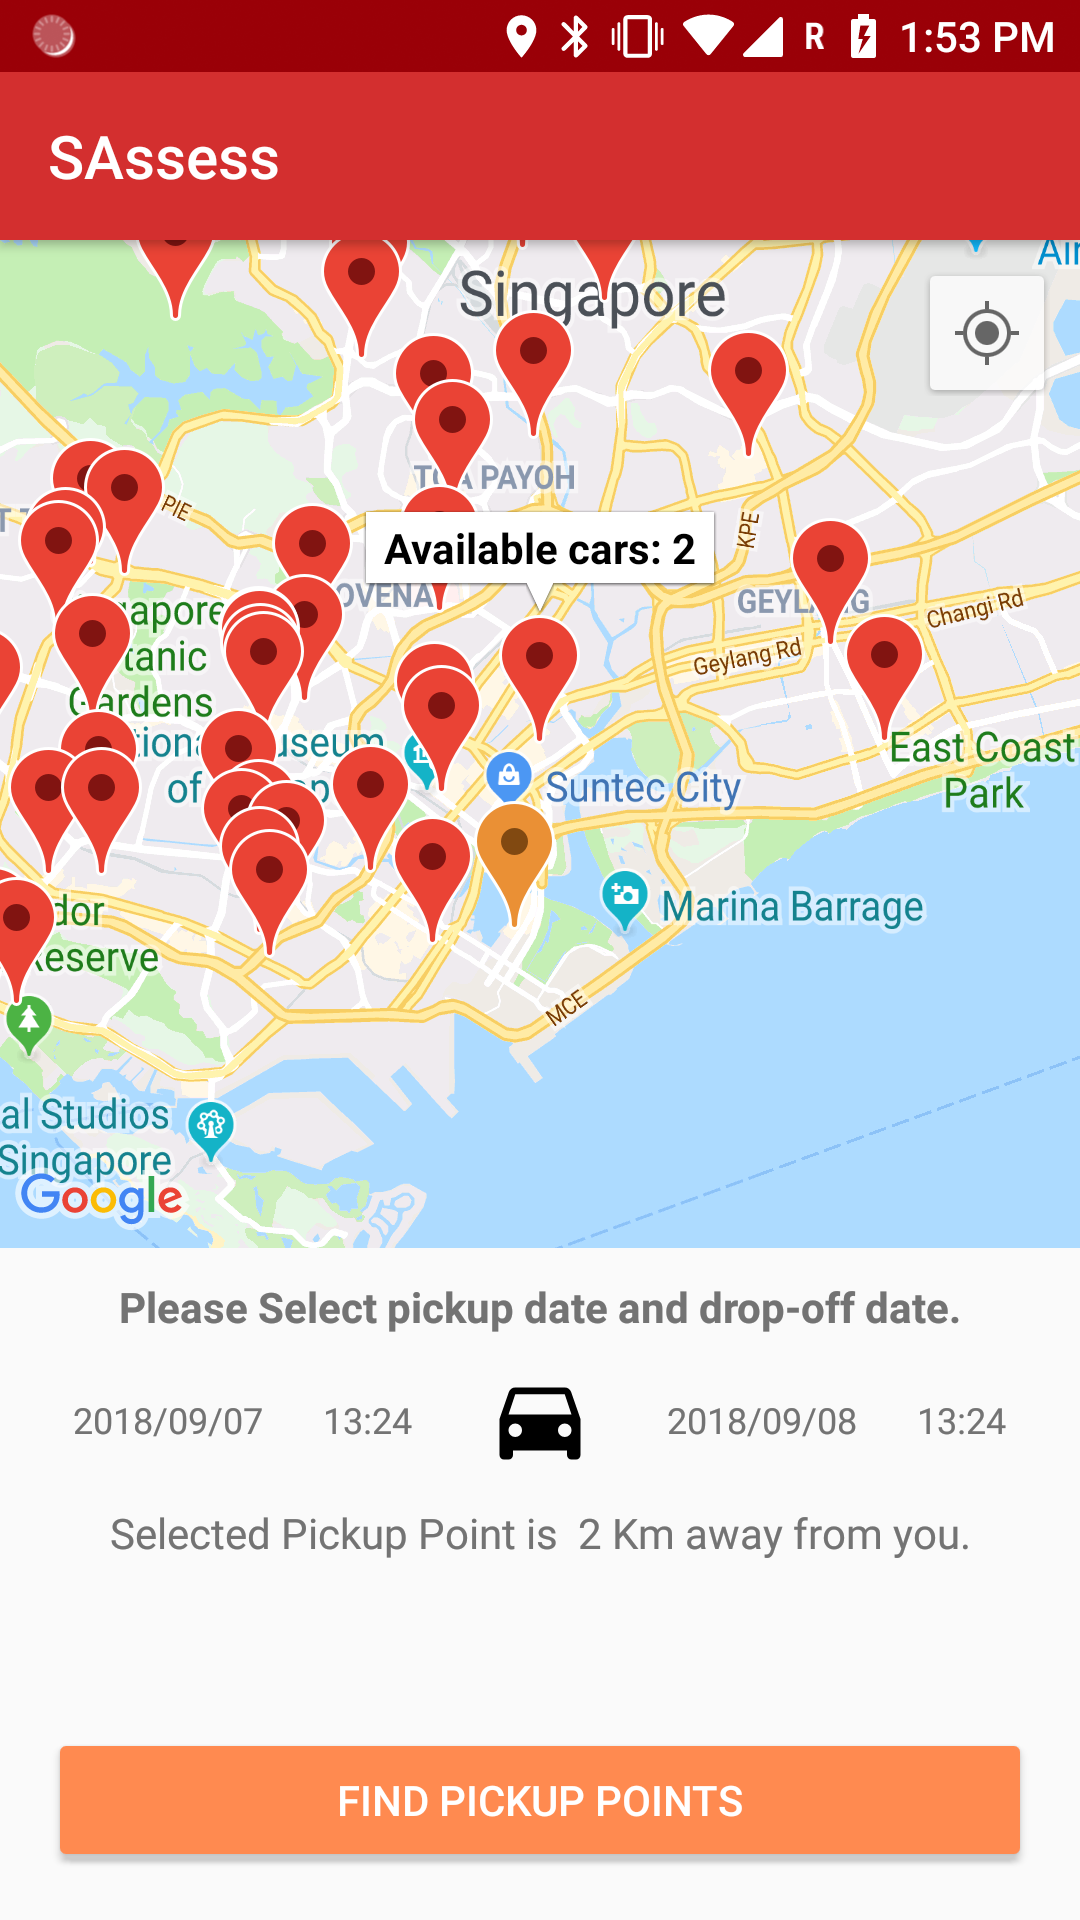 R 1:53 PM
SAssess
Singapore
Air
TOA PAYOH
PIE
KPE
Available cars: 2
OVENA
GEYLANG
Changi Rd
Geylang Rd
gapore
tanic
Gardens
tional Museum
of
p
East Coast
Park
Suntec City
Marina Barrage
dor
Reserve
MCE
al Studios
Singapore
Google
Please Select pickup date and drop-off date.
2018/09/07 13:24 2018/09/08 13:24
Selected Pickup Point is 2 Km away from you.
FIND PICKUP POINTS